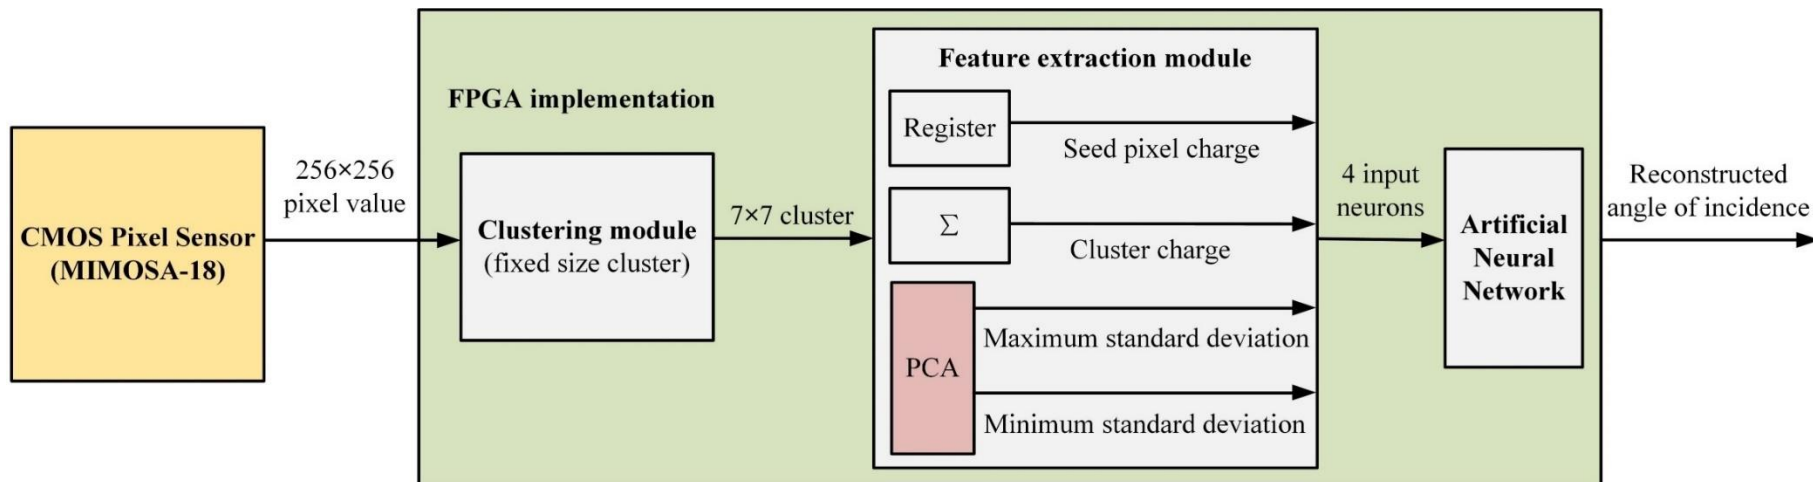 CMOS Pixel Sensor
(MIMOSA-18)
256×256
pixel value
FPGA implementation
Clustering module
(fixed size cluster)
7×7 cluster
Feature extraction module
Register
Seed pixel charge
Σ
Cluster charge
PCA
Maximum standard deviation
Minimum standard deviation
4 input
neurons
Artificial
Neural
Network
Reconstructed
angle of incidence